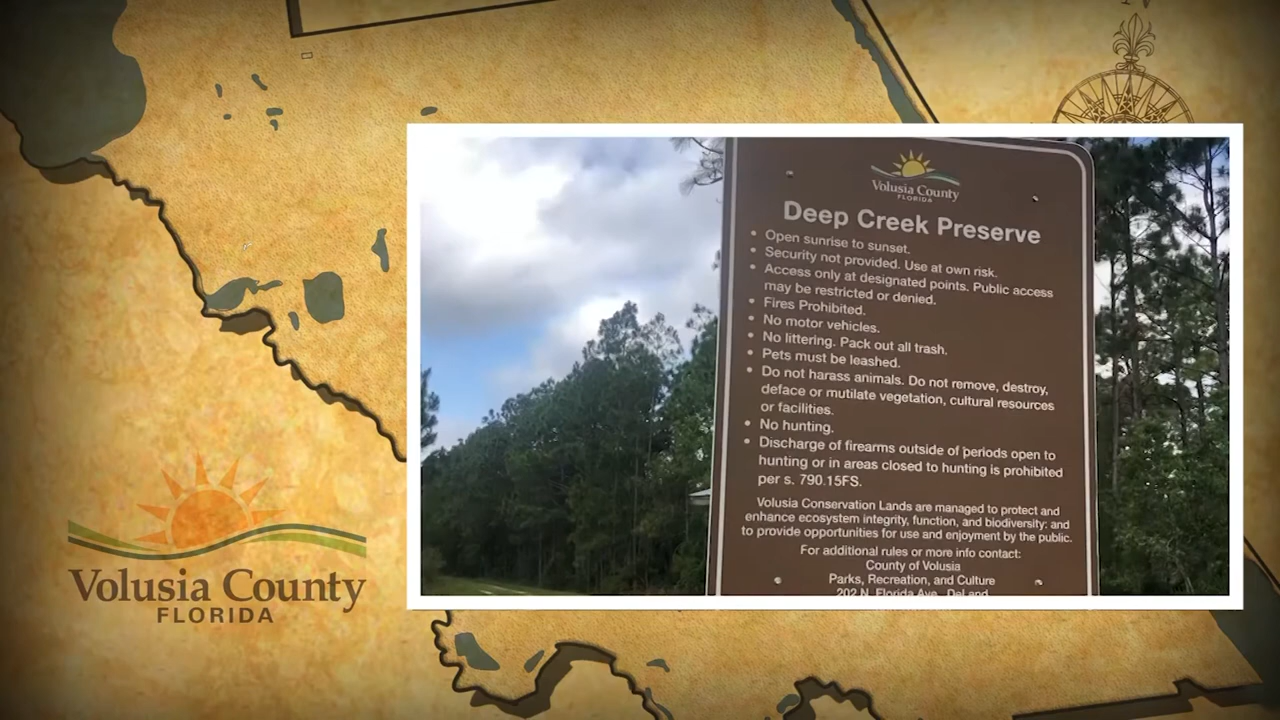 Volusia County
FLORIDA
Deep Creek Preserve
• Open sunrise to sunset.
• Security not provided. Use at own risk.
• Access only at designated points. Public access
may be restricted or denied.
• Fires Prohibited.
• No motor vehicles.
• No littering. Pack out all trash.
• Pets must be leashed.
• Do not harass animals. Do not remove, destroy,
deface or mutilate vegetation, cultural resources
or facilities.
• No hunting.
• Discharge of firearms outside of periods open to
hunting or in areas closed to hunting is prohibited
per s. 790.15FS.
Volusia Conservation Lands are managed to protect and
enhance ecosystem integrity, function, and biodiversity: and
to provide opportunities for use and enjoyment by the public.
For additional rules or more info contact:
County of Volusia
Parks, Recreation, and Culture
202 N. Florida Ave., DeLand
Volusia County
FLORIDA